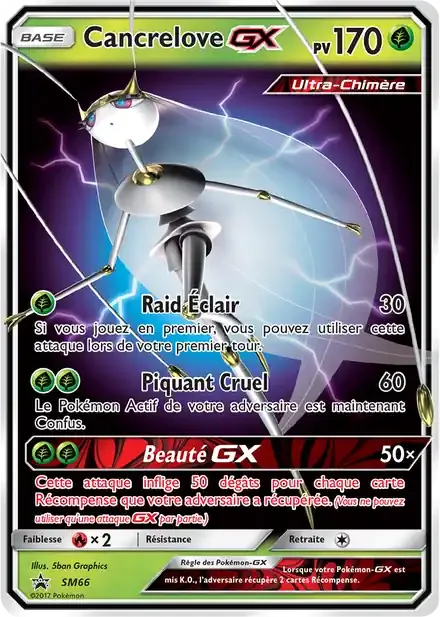 BASE Cancrelove GX PV 170
Ultra-Chimère
Raid Éclair 30
Si vous jouez en premier, vous pouvez utiliser cette
attaque lors de votre premier tour.
Piquant Cruel 60
Le Pokémon Actif de votre adversaire est maintenant
Confus.
Beauté GX 50×
Cette attaque inflige 50 dégâts pour chaque carte
Récompense que votre adversaire a récupérée. (Vous ne pouvez
utiliser qu'une attaque GX par partie.)
Faiblesse × 2 Résistance Retraite
Illus. 5ban Graphics
Règle des Pokémon-GX
Lorsque votre Pokémon-GX est
mis K.O., l'adversaire récupère 2 cartes Récompense.
SM66
©2017 Pokémon